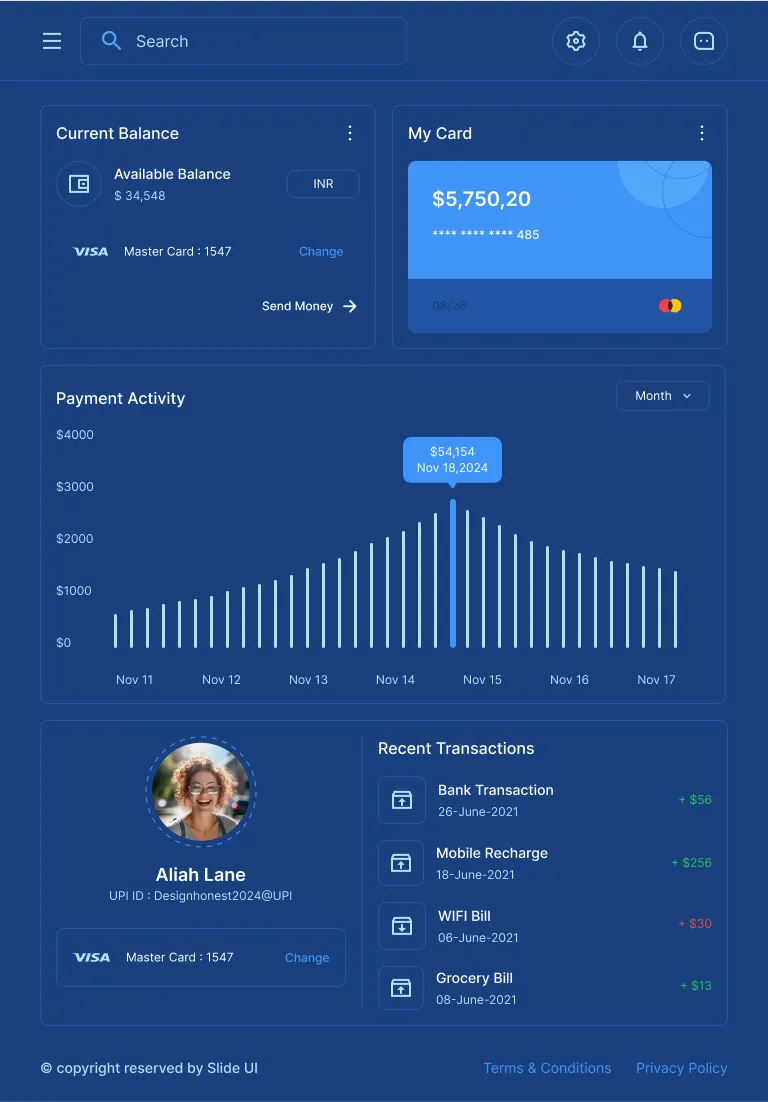 Search
Current Balance
Available Balance
$ 34,548
INR
VISA
Master Card : 1547
Change
Send Money
My Card
$5,750,20
**** **** **** 485
08/28
Payment Activity
Month
$4000
$3000
$2000
$1000
$0
$54,154
Nov 18,2024
Nov 11
Nov 12
Nov 13
Nov 14
Nov 15
Nov 16
Nov 17
Aliah Lane
UPI ID : Designhonest2024@UPI
VISA
Master Card : 1547
Change
Recent Transactions
Bank Transaction
26-June-2021
+ $56
Mobile Recharge
18-June-2021
+ $256
WIFI Bill
06-June-2021
+ $30
Grocery Bill
08-June-2021
+ $13
© copyright reserved by Slide UI
Terms & Conditions
Privacy Policy